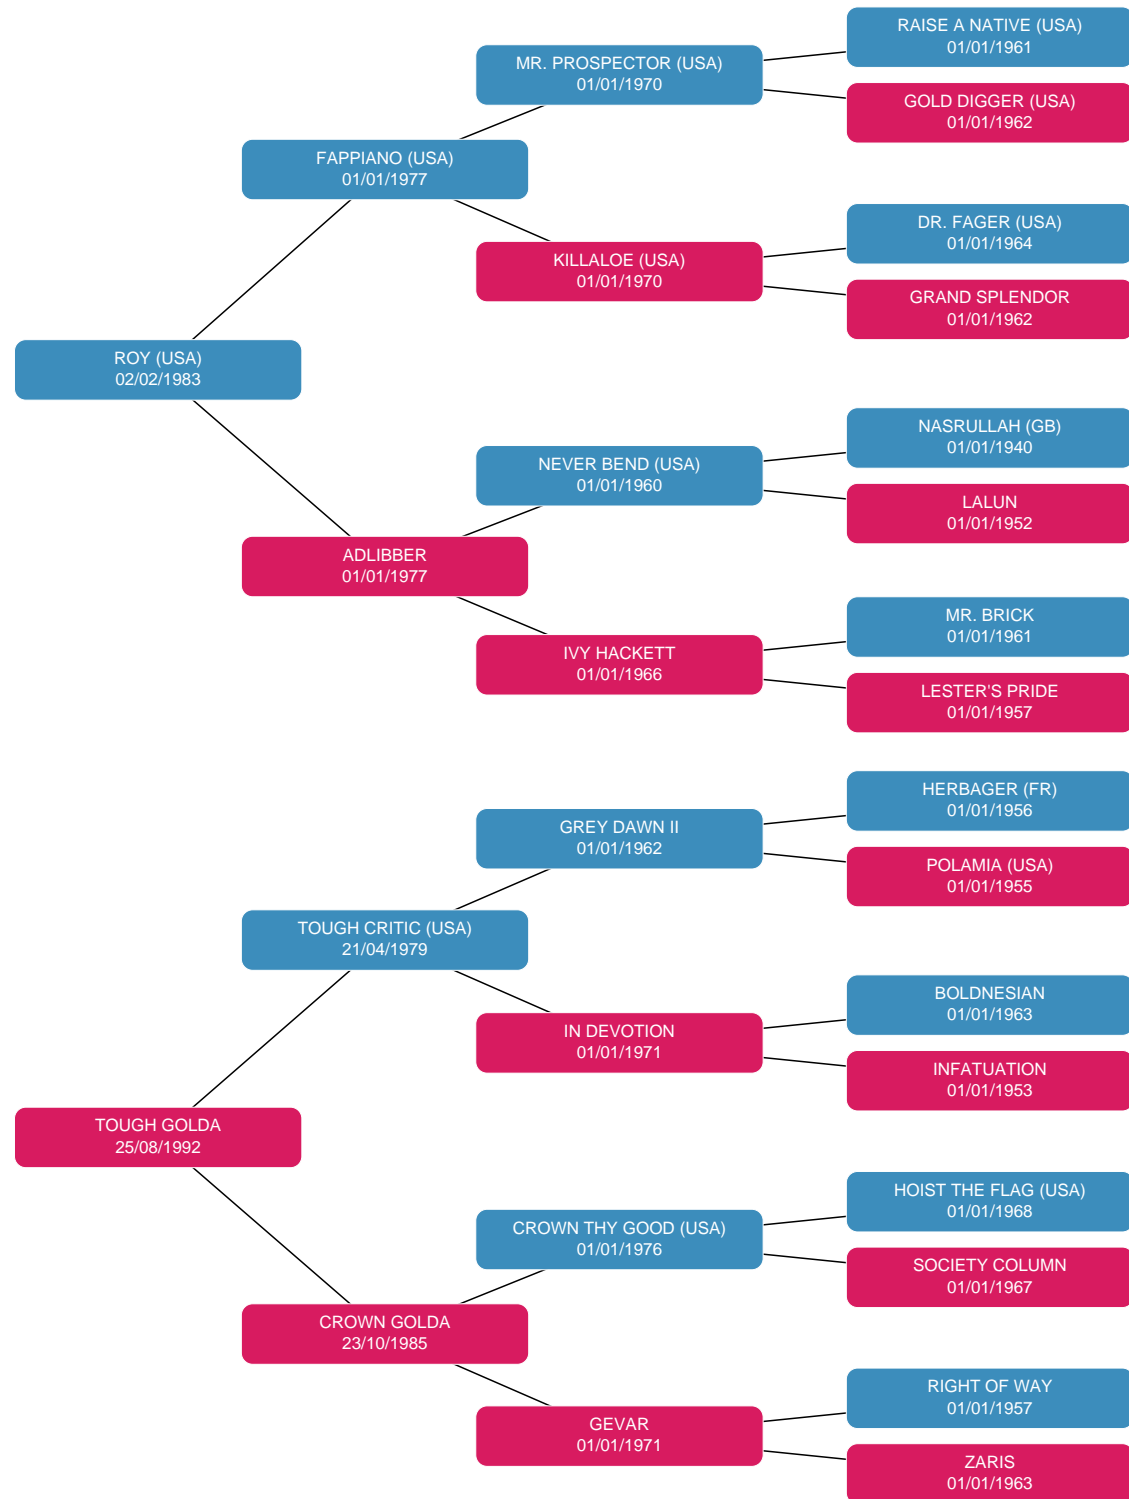 RAISE A NATIVE (USA)
01/01/1961
MR. PROSPECTOR (USA)
01/01/1970
GOLD DIGGER (USA)
01/01/1962
FAPPIANO (USA)
01/01/1977
DR. FAGER (USA)
01/01/1964
KILLALOE (USA)
01/01/1970
GRAND SPLENDOR
01/01/1962
ROY (USA)
02/02/1983
NASRULLAH (GB)
01/01/1940
NEVER BEND (USA)
01/01/1960
LALUN
01/01/1952
ADLIBBER
01/01/1977
MR. BRICK
01/01/1961
IVY HACKETT
01/01/1966
LESTER'S PRIDE
01/01/1957
HERBAGER (FR)
01/01/1956
GREY DAWN II
01/01/1962
POLAMIA (USA)
01/01/1955
TOUGH CRITIC (USA)
21/04/1979
BOLDNESIAN
01/01/1963
IN DEVOTION
01/01/1971
INFATUATION
01/01/1953
TOUGH GOLDA
25/08/1992
HOIST THE FLAG (USA)
01/01/1968
CROWN THY GOOD (USA)
01/01/1976
SOCIETY COLUMN
01/01/1967
CROWN GOLDA
23/10/1985
RIGHT OF WAY
01/01/1957
GEVAR
01/01/1971
ZARIS
01/01/1963